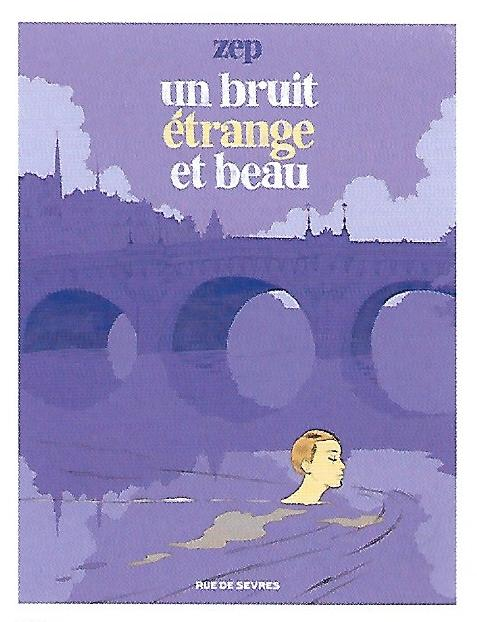 zep
un bruit
étrange
et beau
RUE DE SEVRES